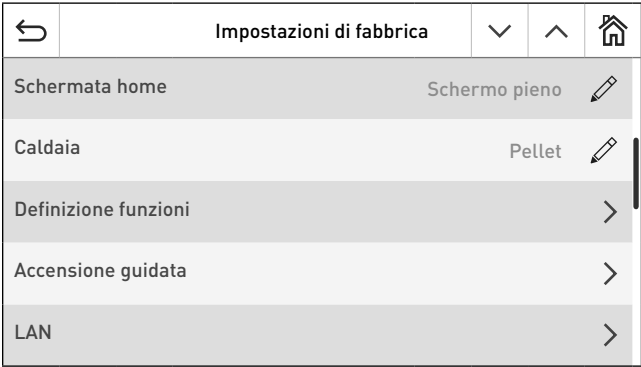 Impostazioni di fabbrica
Schermata home Schermo pieno
Caldaia Pellet
Definizione funzioni
Accensione guidata
LAN